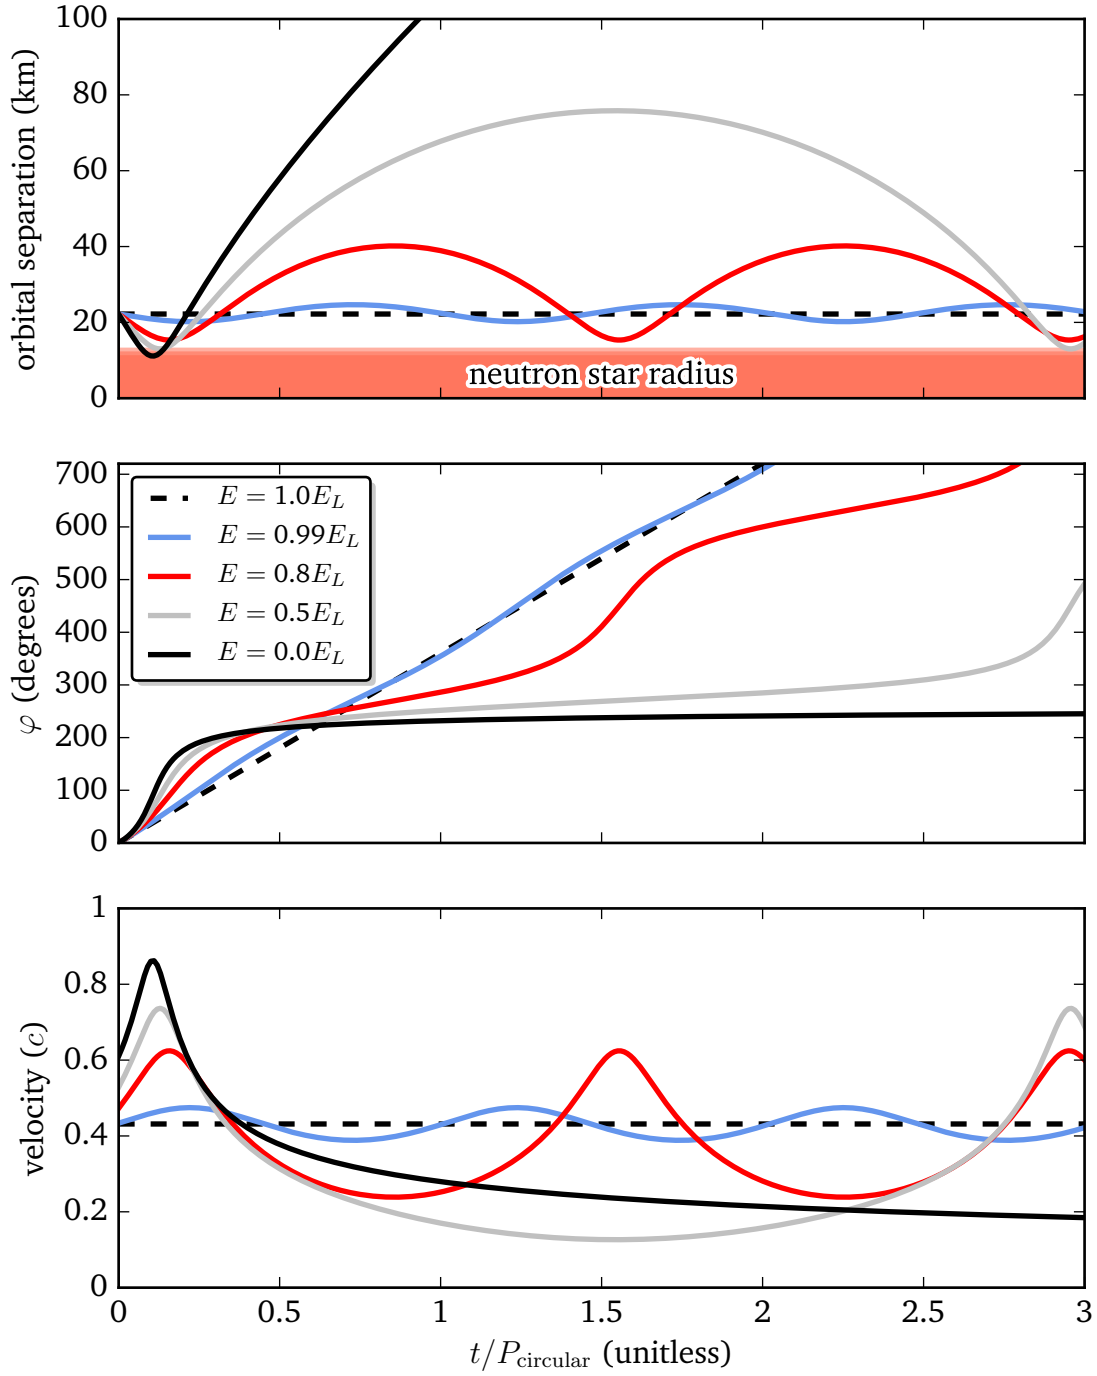 100
80
60
40
20
0
orbital separation (km)
neutron star radius
700
600
500
400
300
200
100
0
φ (degrees)
E = 1.0E_L
E = 0.99E_L
E = 0.8E_L
E = 0.5E_L
E = 0.0E_L
1
0.8
0.6
0.4
0.2
0
velocity (c)
0 0.5 1 1.5 2 2.5 3
t/P_circular (unitless)